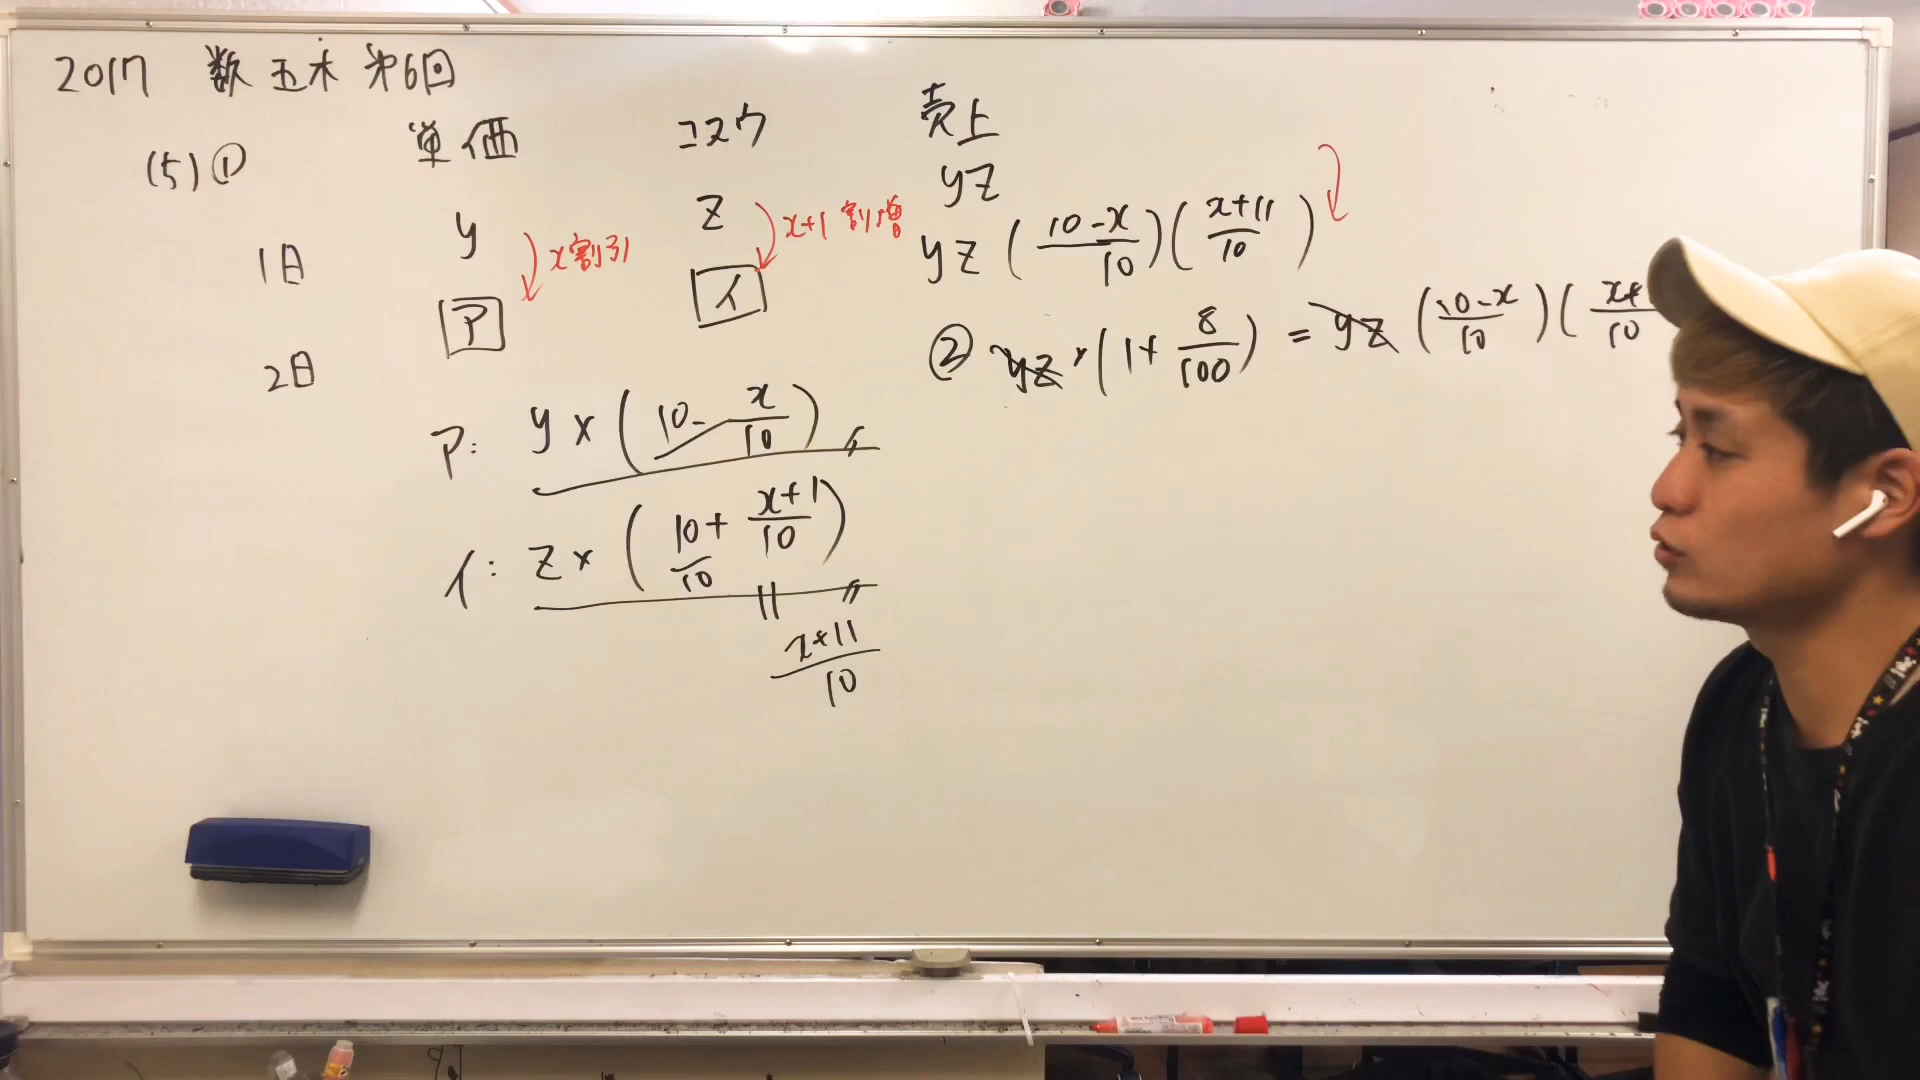 2017 数 玉木 第6回
(5)① 単価 コスウ 売上
yz
1日 y x割引 z x+1割増 yz(10-x/10)(x+11/10)
2日 ア イ
② yz×(1+8/100)=yz(10-x/10)(x+/10
ア: y×(10-x/10)
イ: z×(10/10+x+1/10)
x+11/10